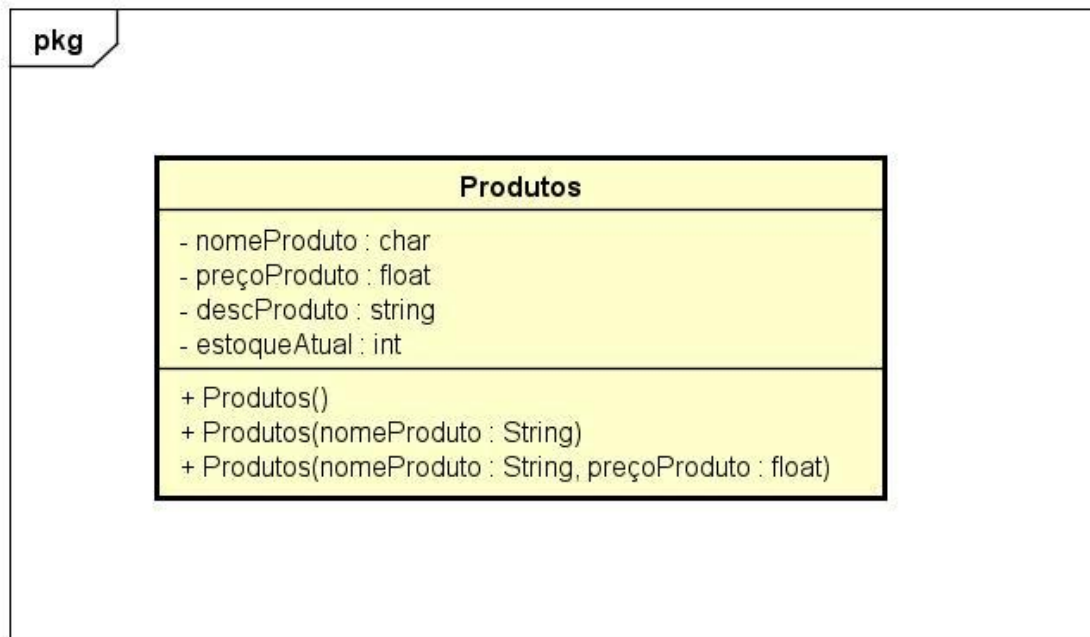 pkg
Produtos
- nomeProduto : char
- preçoProduto : float
- descProduto : string
- estoqueAtual : int
+ Produtos()
+ Produtos(nomeProduto : String)
+ Produtos(nomeProduto : String, preçoProduto : float)